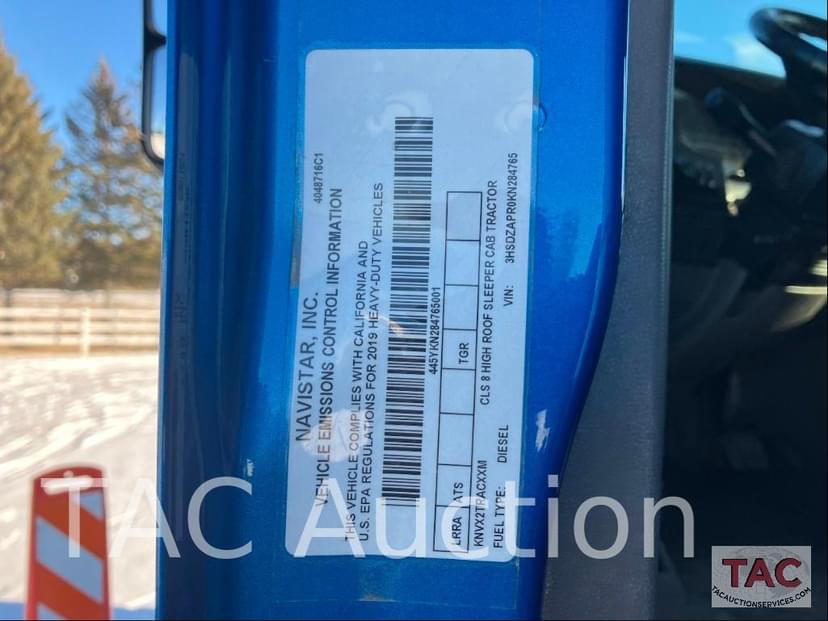 4048716C1
NAVISTAR, INC.
VEHICLE EMISSIONS CONTROL INFORMATION
THIS VEHICLE COMPLIES WITH CALIFORNIA AND
U.S. EPA REGULATIONS FOR 2019 HEAVY-DUTY VEHICLES
445YKN284765001
LRRA ATS TGR
KNVX2TRACXXM CLS 8 HIGH ROOF SLEEPER CAB TRACTOR
FUEL TYPE: DIESEL VIN: 3HSDZAPR0KN284765
TAC Auction
TAC
TACAUCTIONSERVICES.COM